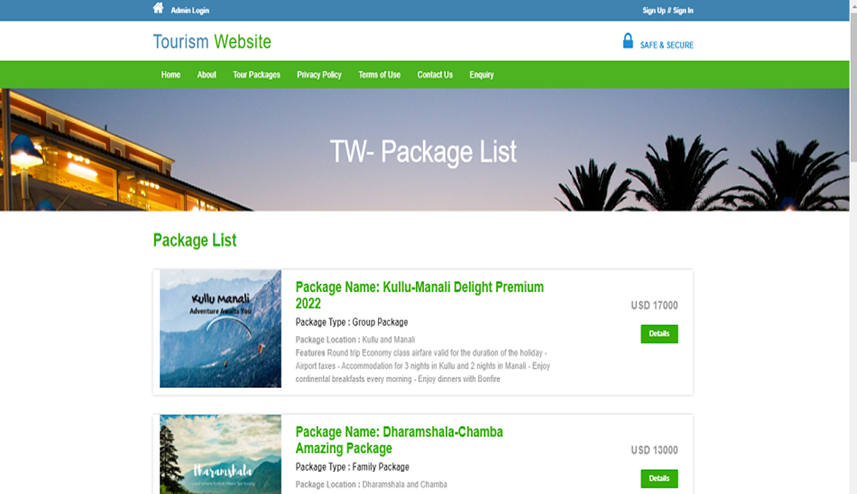 Admin Login
Sign Up // Sign In
Tourism Website
SAFE & SECURE
Home About Tour Packages Privacy Policy Terms of Use Contact Us Enquiry
TW- Package List
Package List
Kullu Manali
Adventure Awaits You
Package Name: Kullu-Manali Delight Premium
2022
Package Type : Group Package
Package Location : Kullu and Manali
Features Round trip Economy class airfare valid for the duration of the holiday -
Airport taxes - Accommodation for 3 nights in Kullu and 2 nights in Manali - Enjoy
continental breakfasts every morning - Enjoy dinners with Bonfire
USD 17000
Details
Dharamshala
Package Name: Dharamshala-Chamba
Amazing Package
Package Type : Family Package
Package Location : Dharamshala and Chamba
USD 13000
Details